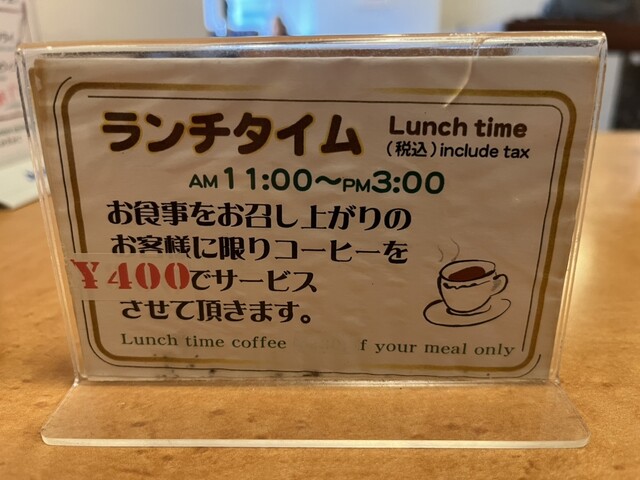 ランチタイム Lunch time
(税込) include tax
AM 11:00〜PM3:00
お食事をお召し上がりの
お客様に限りコーヒーを
¥400でサービス
させて頂きます。
Lunch time coffee f your meal only